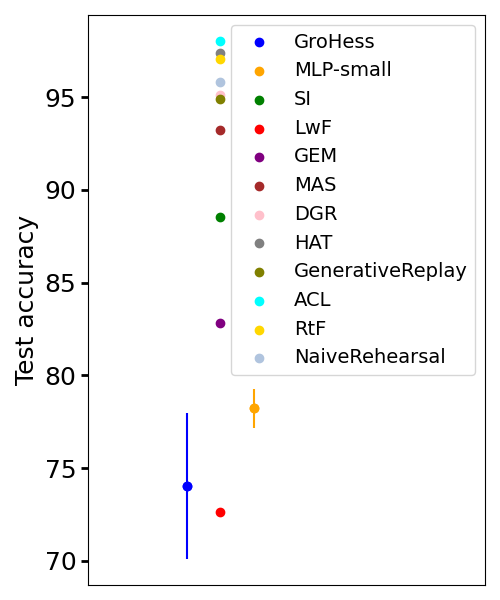 Test accuracy
95
90
85
80
75
70
GroHess
MLP-small
SI
LwF
GEM
MAS
DGR
HAT
GenerativeReplay
ACL
RtF
NaiveRehearsal